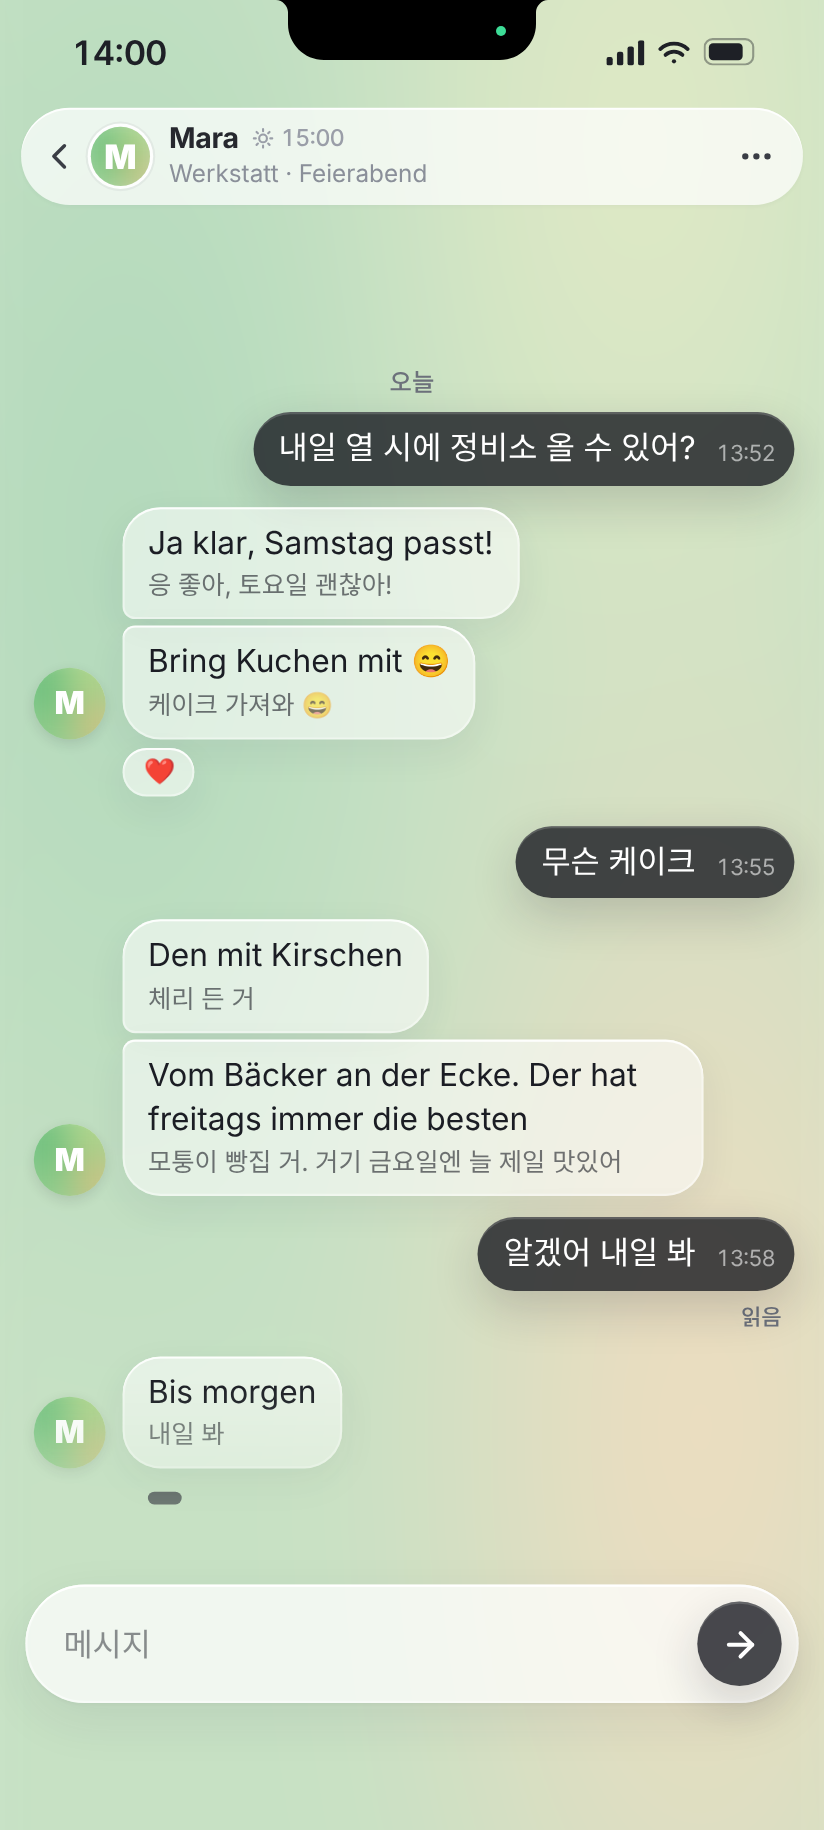 14:00
M
Mara 15:00
Werkstatt · Feierabend
오늘
내일 열 시에 정비소 올 수 있어? 13:52
Ja klar, Samstag passt!
응 좋아, 토요일 괜찮아!
Bring Kuchen mit 😄
케이크 가져와 😄
M
❤️
무슨 케이크 13:55
Den mit Kirschen
체리 든 거
Vom Bäcker an der Ecke. Der hat
freitags immer die besten
모퉁이 빵집 거. 거기 금요일엔 늘 제일 맛있어
M
알겠어 내일 봐 13:58
읽음
Bis morgen
내일 봐
M
메시지